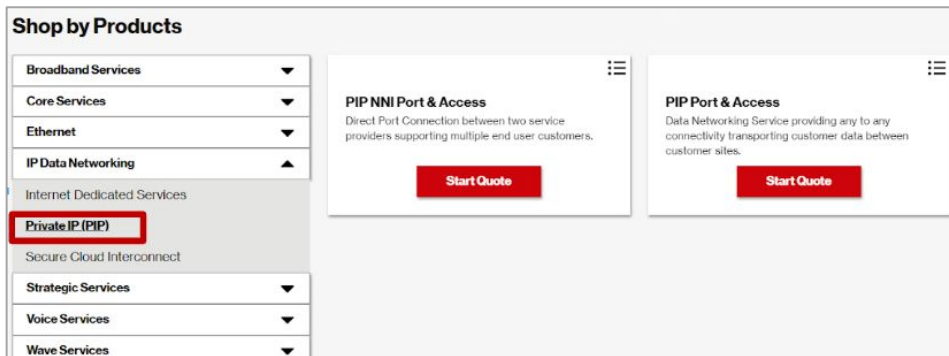 Shop by Products
Broadband Services
Core Services
Ethernet
IP Data Networking
Internet Dedicated Services
Private IP (PIP)
Secure Cloud Interconnect
Strategic Services
Voice Services
Wave Services
PIP NNI Port & Access
Direct Port Connection between two service
providers supporting multiple end user customers.
Start Quote
PIP Port & Access
Data Networking Service providing any to any
connectivity transporting customer data between
customer sites.
Start Quote